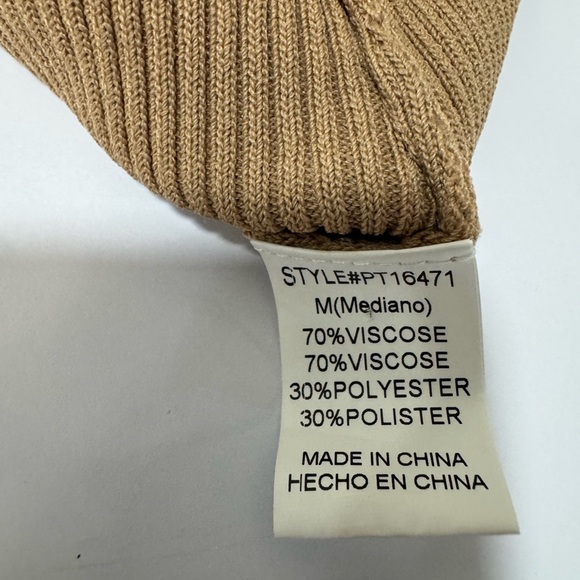 STYLE#PT16471
M(Mediano)
70%VISCOSE
70%VISCOSE
30%POLYESTER
30%POLISTER
MADE IN CHINA
HECHO EN CHINA